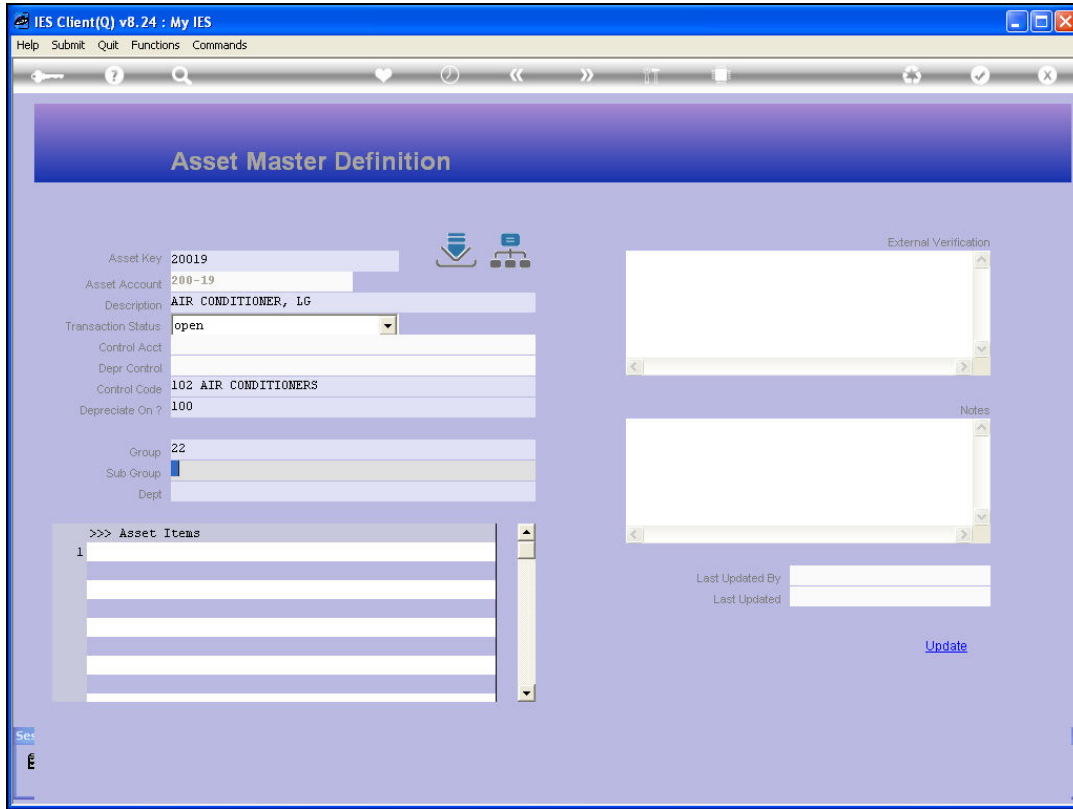 IES Client(Q) v8.24 : My IES
Help Submit Quit Functions Commands
Asset Master Definition
Asset Key 20019
Asset Account 200-19
Description AIR CONDITIONER, LG
Transaction Status open
Control Acct
Depr Control
Control Code 102 AIR CONDITIONERS
Depreciate On ? 100
Group 22
Sub Group
Dept
>>> Asset Items
1
External Verification
Notes
Last Updated By
Last Updated
Update